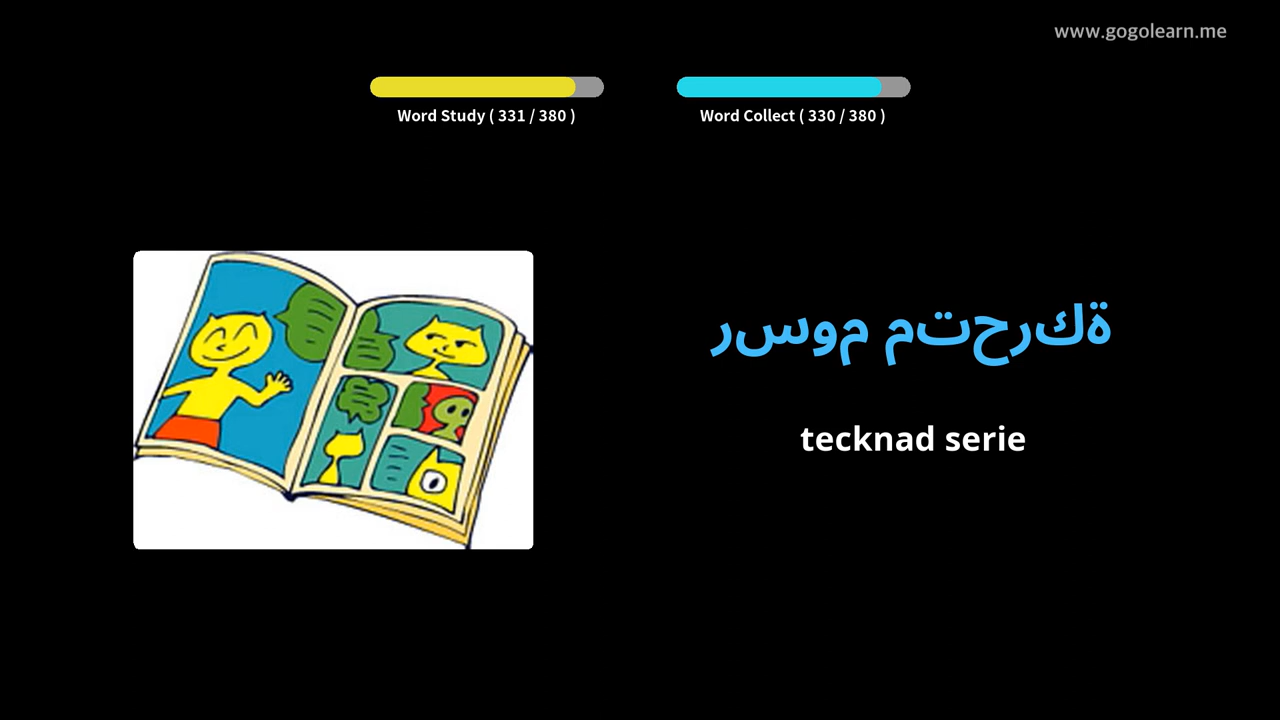 www.gogolearn.me
Word Study ( 331 / 380 )
Word Collect ( 330 / 380 )
رسوم متحركة
tecknad serie